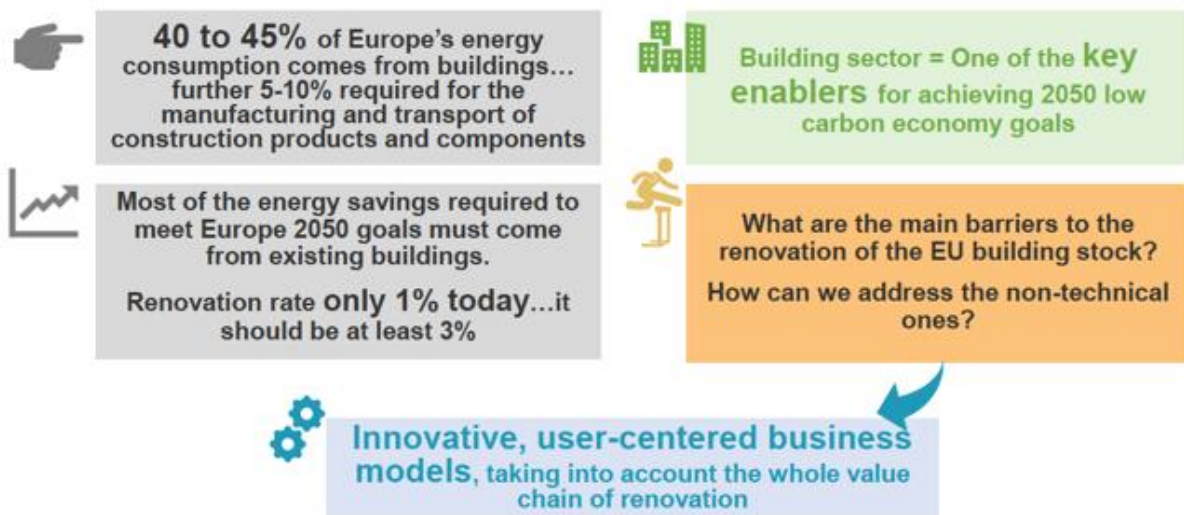 40 to 45% of Europe's energy
consumption comes from buildings…
further 5-10% required for the
manufacturing and transport of
construction products and components
Building sector = One of the key
enablers for achieving 2050 low
carbon economy goals
Most of the energy savings required to
meet Europe 2050 goals must come
from existing buildings.
Renovation rate only 1% today…it
should be at least 3%
What are the main barriers to the
renovation of the EU building stock?
How can we address the non-technical
ones?
Innovative, user-centered business
models, taking into account the whole value
chain of renovation